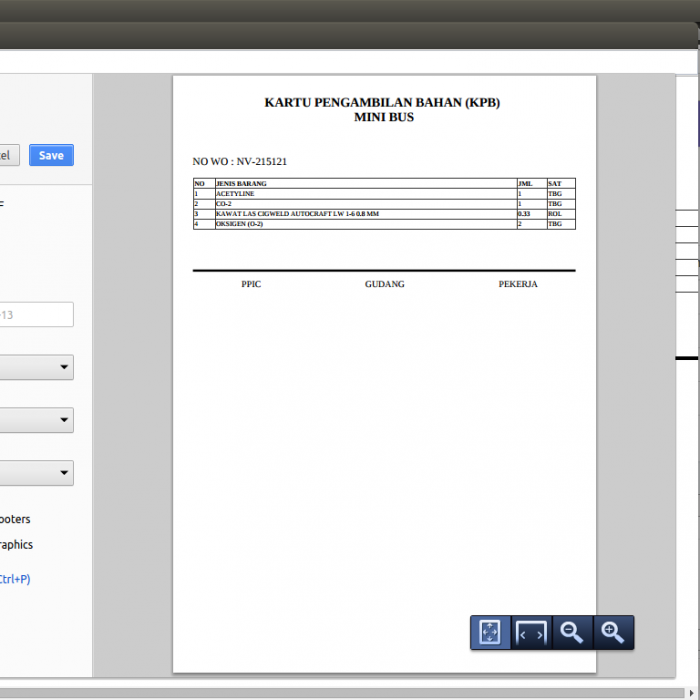 KARTU PENGAMBILAN BAHAN (KPB)
MINI BUS
NO WO : NV-215121
NO JENIS BARANG JML SAT
1 ACETYLINE 1 TBG
2 CO-2 1 TBG
3 KAWAT LAS CIGWELD AUTOCRAFT LW 1-6 0.8 MM 0.33 ROL
4 OKSIGEN (O-2) 2 TBG
PPIC GUDANG PEKERJA
el Save
F
13
ooters
raphics
Ctrl+P)